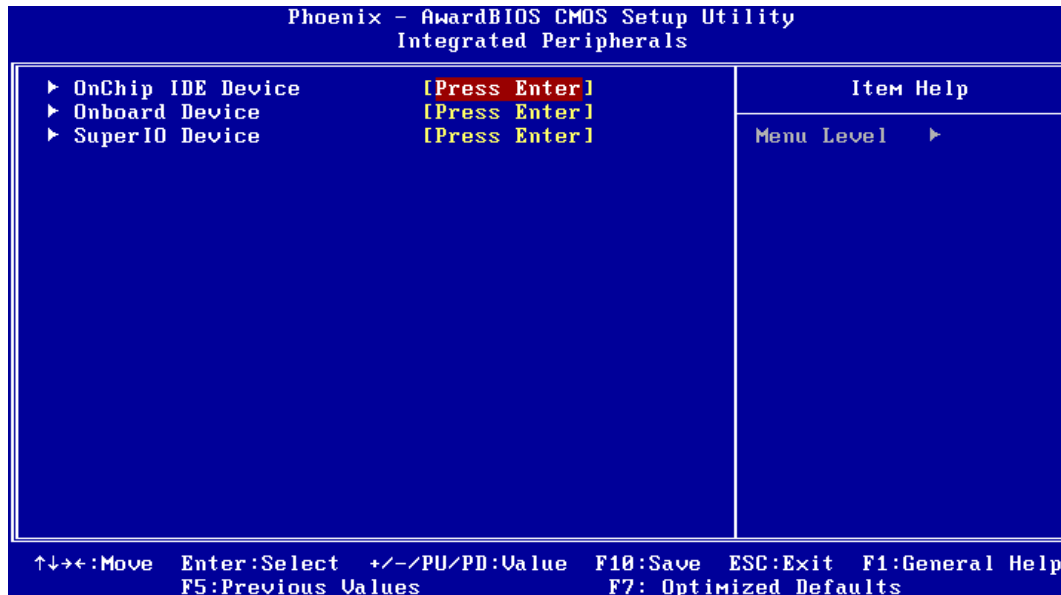 Phoenix - AwardBIOS CMOS Setup Utility
Integrated Peripherals
► OnChip IDE Device [Press Enter]
► Onboard Device [Press Enter]
► SuperIO Device [Press Enter]
Item Help
Menu Level ►
↑↓→←:Move Enter:Select +/-/PU/PD:Value F10:Save ESC:Exit F1:General Help
F5:Previous Values F7: Optimized Defaults